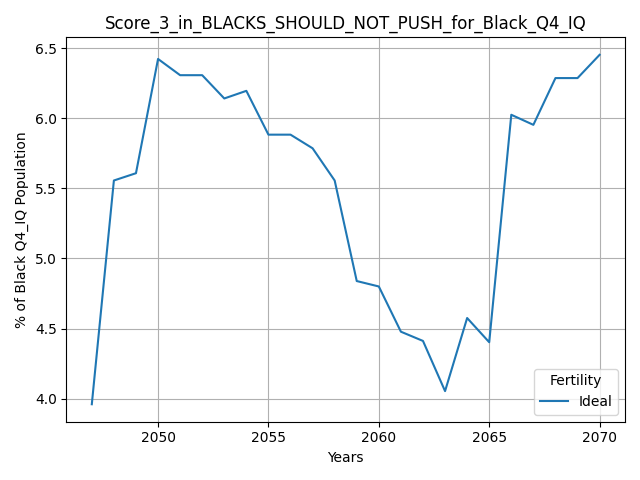 Score_3_in_BLACKS_SHOULD_NOT_PUSH_for_Black_Q4_IQ
% of Black Q4_IQ Population
6.5
6.0
5.5
5.0
4.5
4.0
Fertility
Ideal
2050 2055 2060 2065 2070
Years